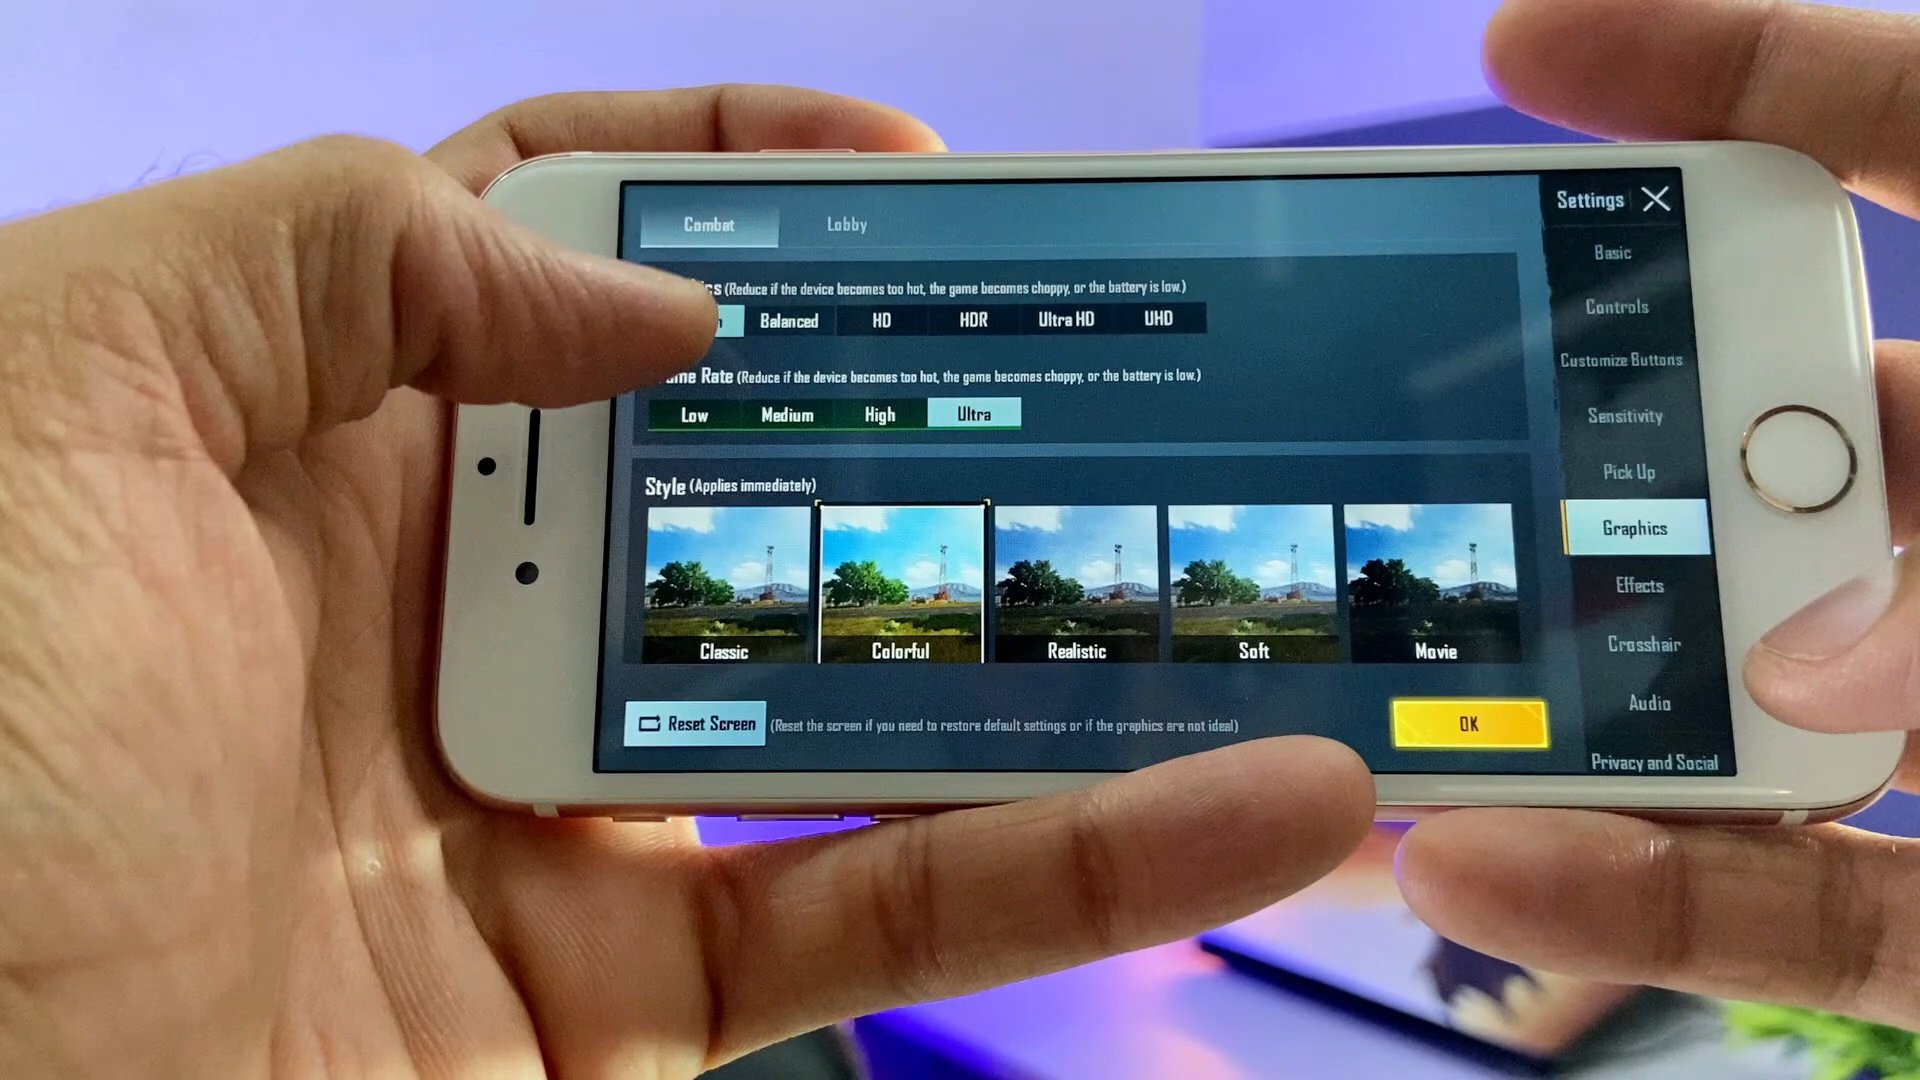 Combat Lobby
(Reduce if the device becomes too hot, the game becomes choppy, or the battery is low.)
Balanced HD HDR Ultra HD UHD
Rate (Reduce if the device becomes too hot, the game becomes choppy, or the battery is low.)
Low Medium High Ultra
Style (Applies immediately)
Classic Colorful Realistic Soft Movie
Reset Screen (Reset the screen if you need to restore default settings or if the graphics are not ideal)
OK
Settings
Basic
Controls
Customize Buttons
Sensitivity
Pick Up
Graphics
Effects
Crosshair
Audio
Privacy and Social